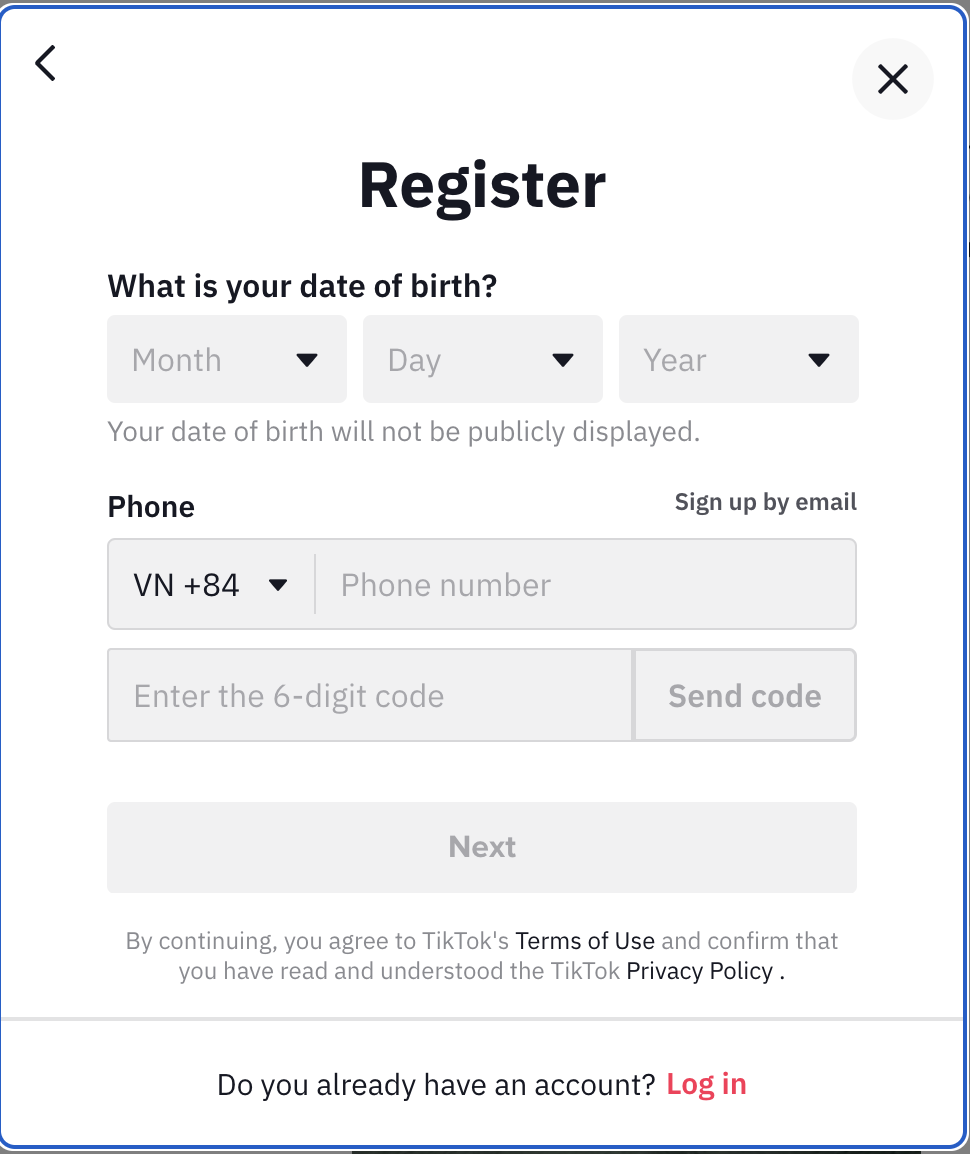 Register
What is your date of birth?
Month Day Year
Your date of birth will not be publicly displayed.
Phone Sign up by email
VN +84 Phone number
Enter the 6-digit code Send code
Next
By continuing, you agree to TikTok's Terms of Use and confirm that
you have read and understood the TikTok Privacy Policy .
Do you already have an account? Log in